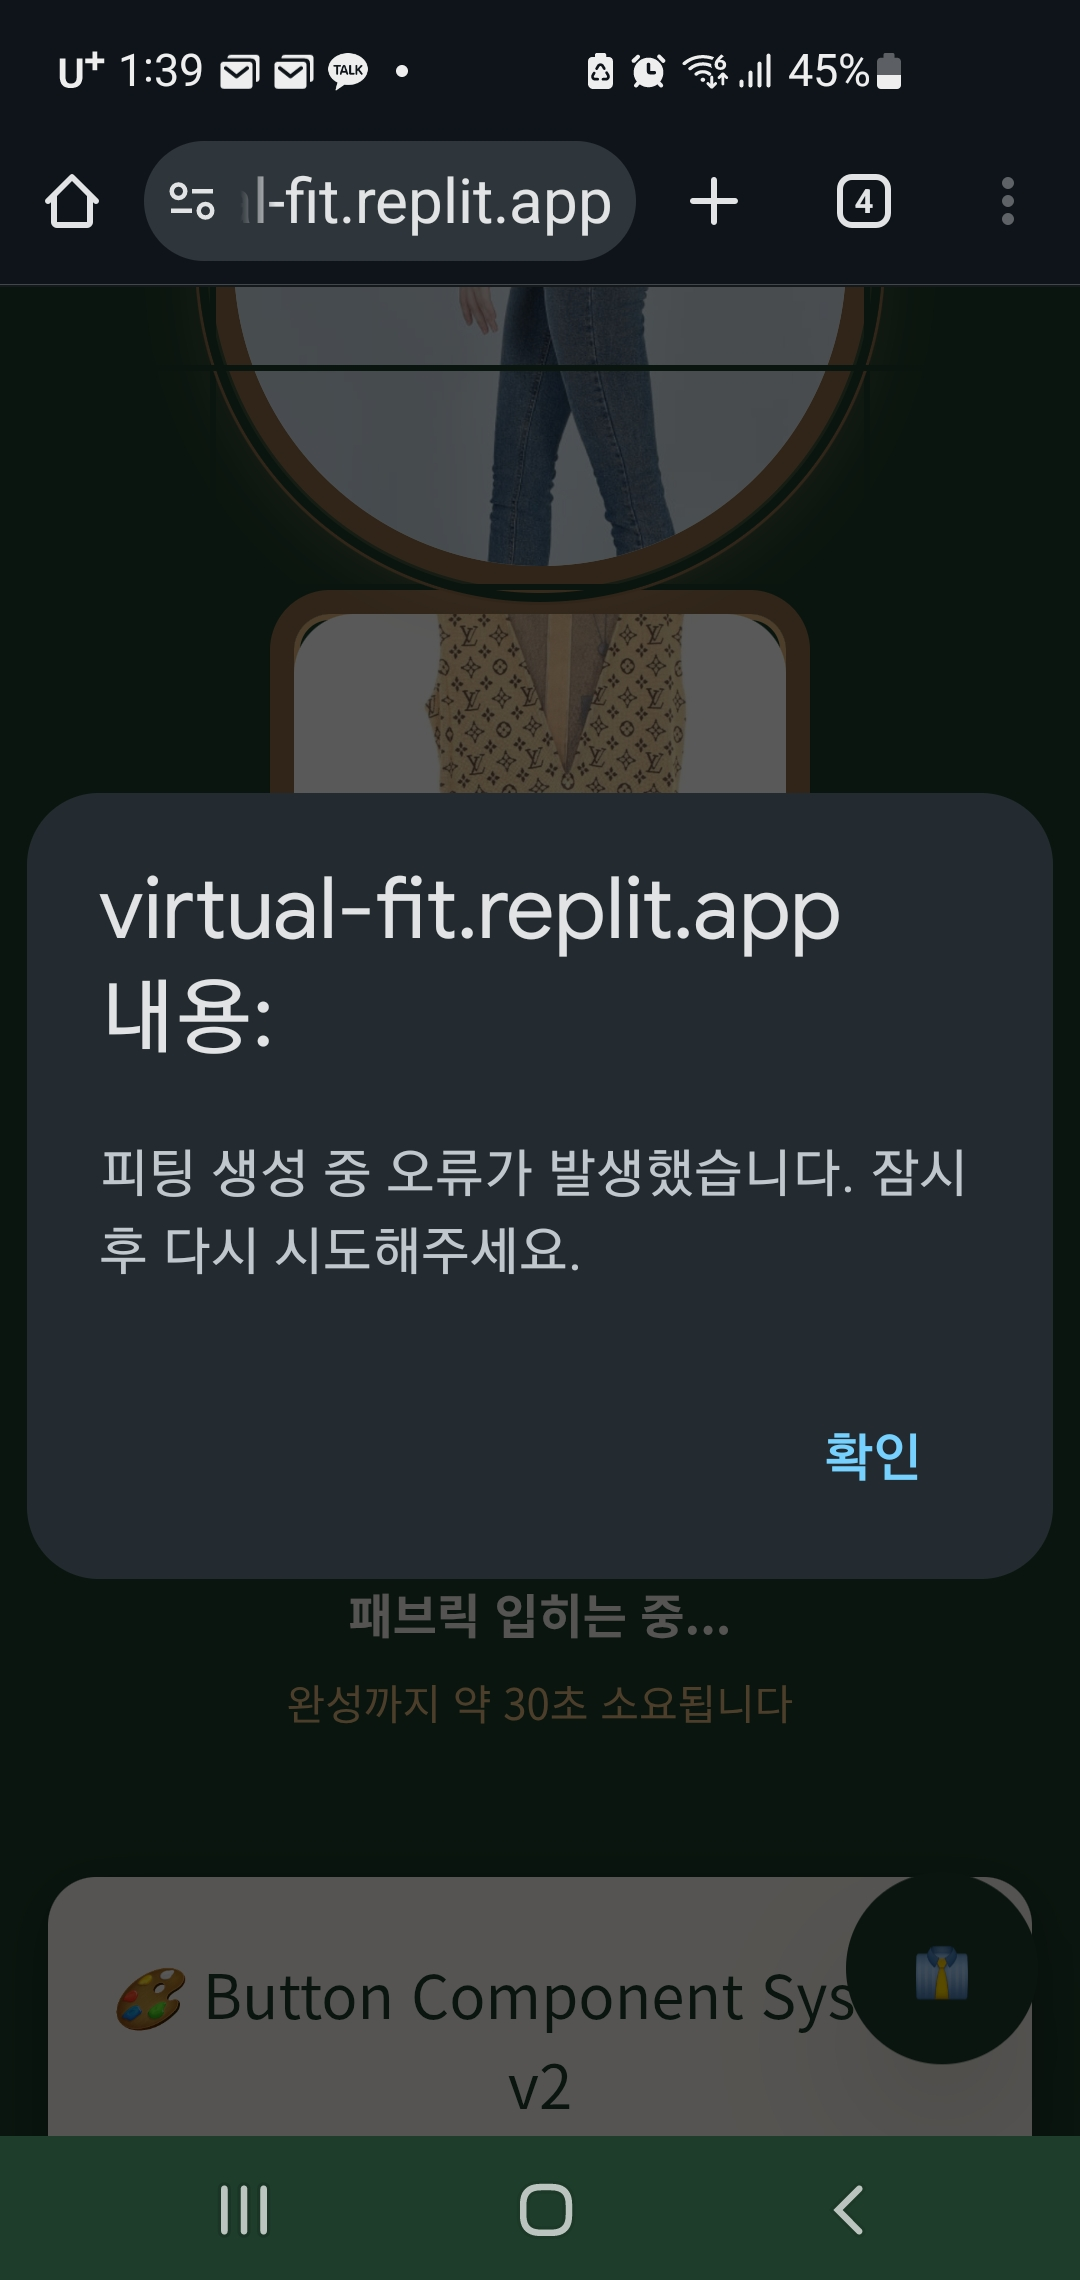 U+ 1:39 TALK 6 45%
l-fit.replit.app 4
virtual-fit.replit.app
내용:
피팅 생성 중 오류가 발생했습니다. 잠시
후 다시 시도해주세요.
확인
패브릭 입히는 중...
완성까지 약 30초 소요됩니다
Button Component Sys
v2